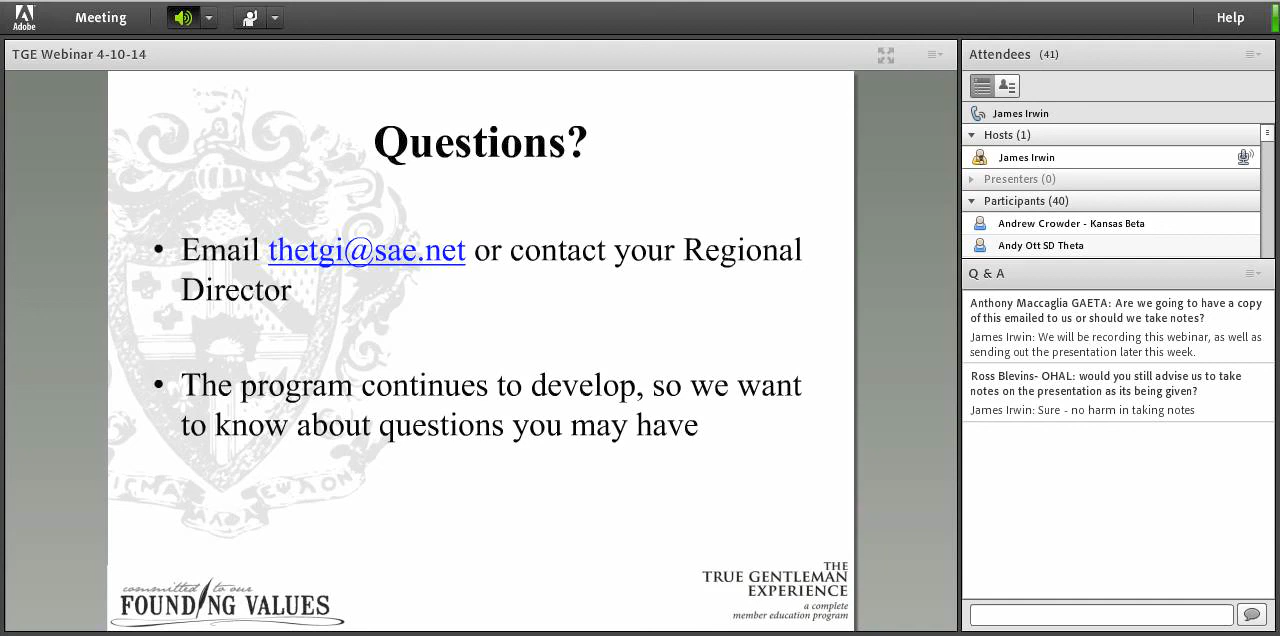 Adobe
Meeting
Help
TGE Webinar 4-10-14
Questions?
• Email thetgi@sae.net or contact your Regional
Director
• The program continues to develop, so we want
to know about questions you may have
committed to our
FOUNDING VALUES
THE
TRUE GENTLEMAN
EXPERIENCE
a complete
member education program
Attendees (41)
James Irwin
Hosts (1)
James Irwin
Presenters (0)
Participants (40)
Andrew Crowder - Kansas Beta
Andy Ott SD Theta
Q & A
Anthony Maccaglia GAETA: Are we going to have a copy
of this emailed to us or should we take notes?
James Irwin: We will be recording this webinar, as well as
sending out the presentation later this week.
Ross Blevins- OHAL: would you still advise us to take
notes on the presentation as its being given?
James Irwin: Sure - no harm in taking notes